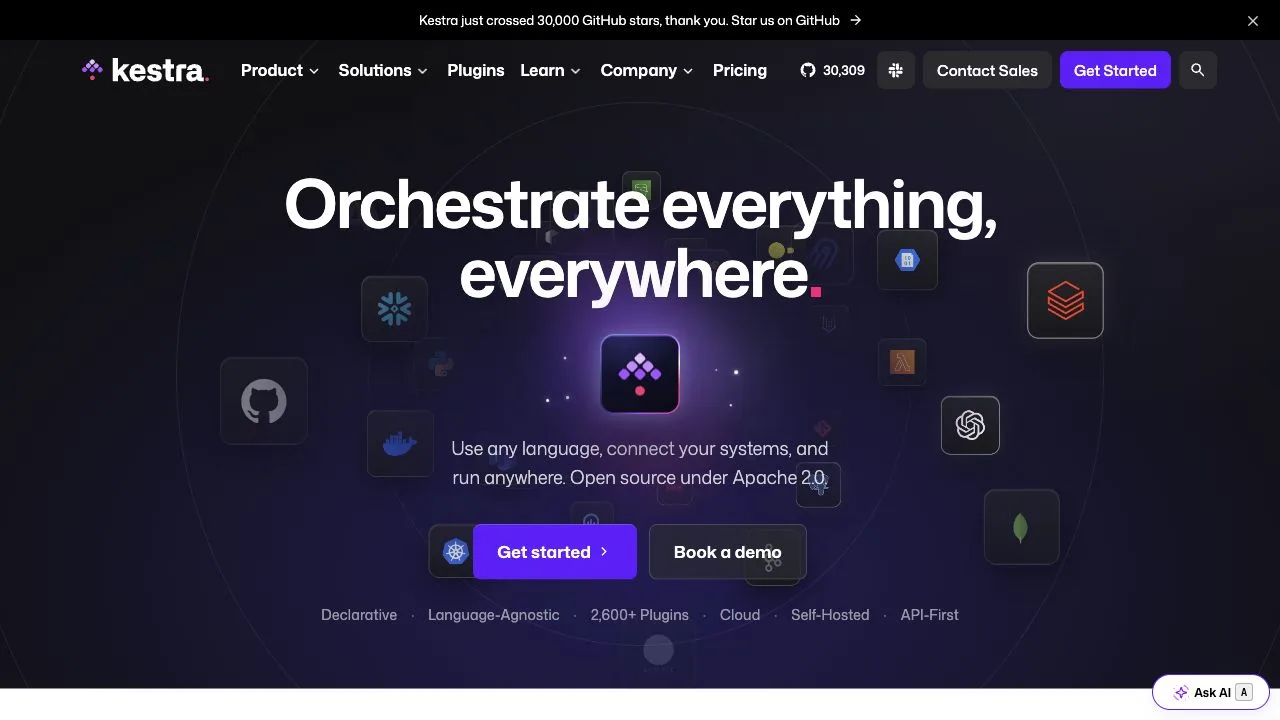 Kestra just crossed 30,000 GitHub stars, thank you. Star us on GitHub →
kestra.
Product
Solutions
Plugins
Learn
Company
Pricing
30,309
Contact Sales
Get Started
Orchestrate everything,
everywhere.
Use any language, connect your systems, and
run anywhere. Open source under Apache 2.0.
Get started
Book a demo
Declarative · Language-Agnostic · 2,600+ Plugins · Cloud · Self-Hosted · API-First
Ask AI A